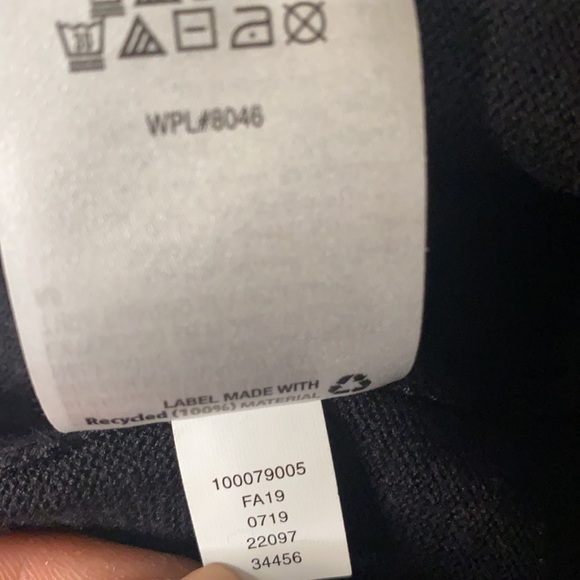 WPL#8046
LABEL MADE WITH
Recycled (100%) MATERIAL
100079005
FA19
0719
22097
34456